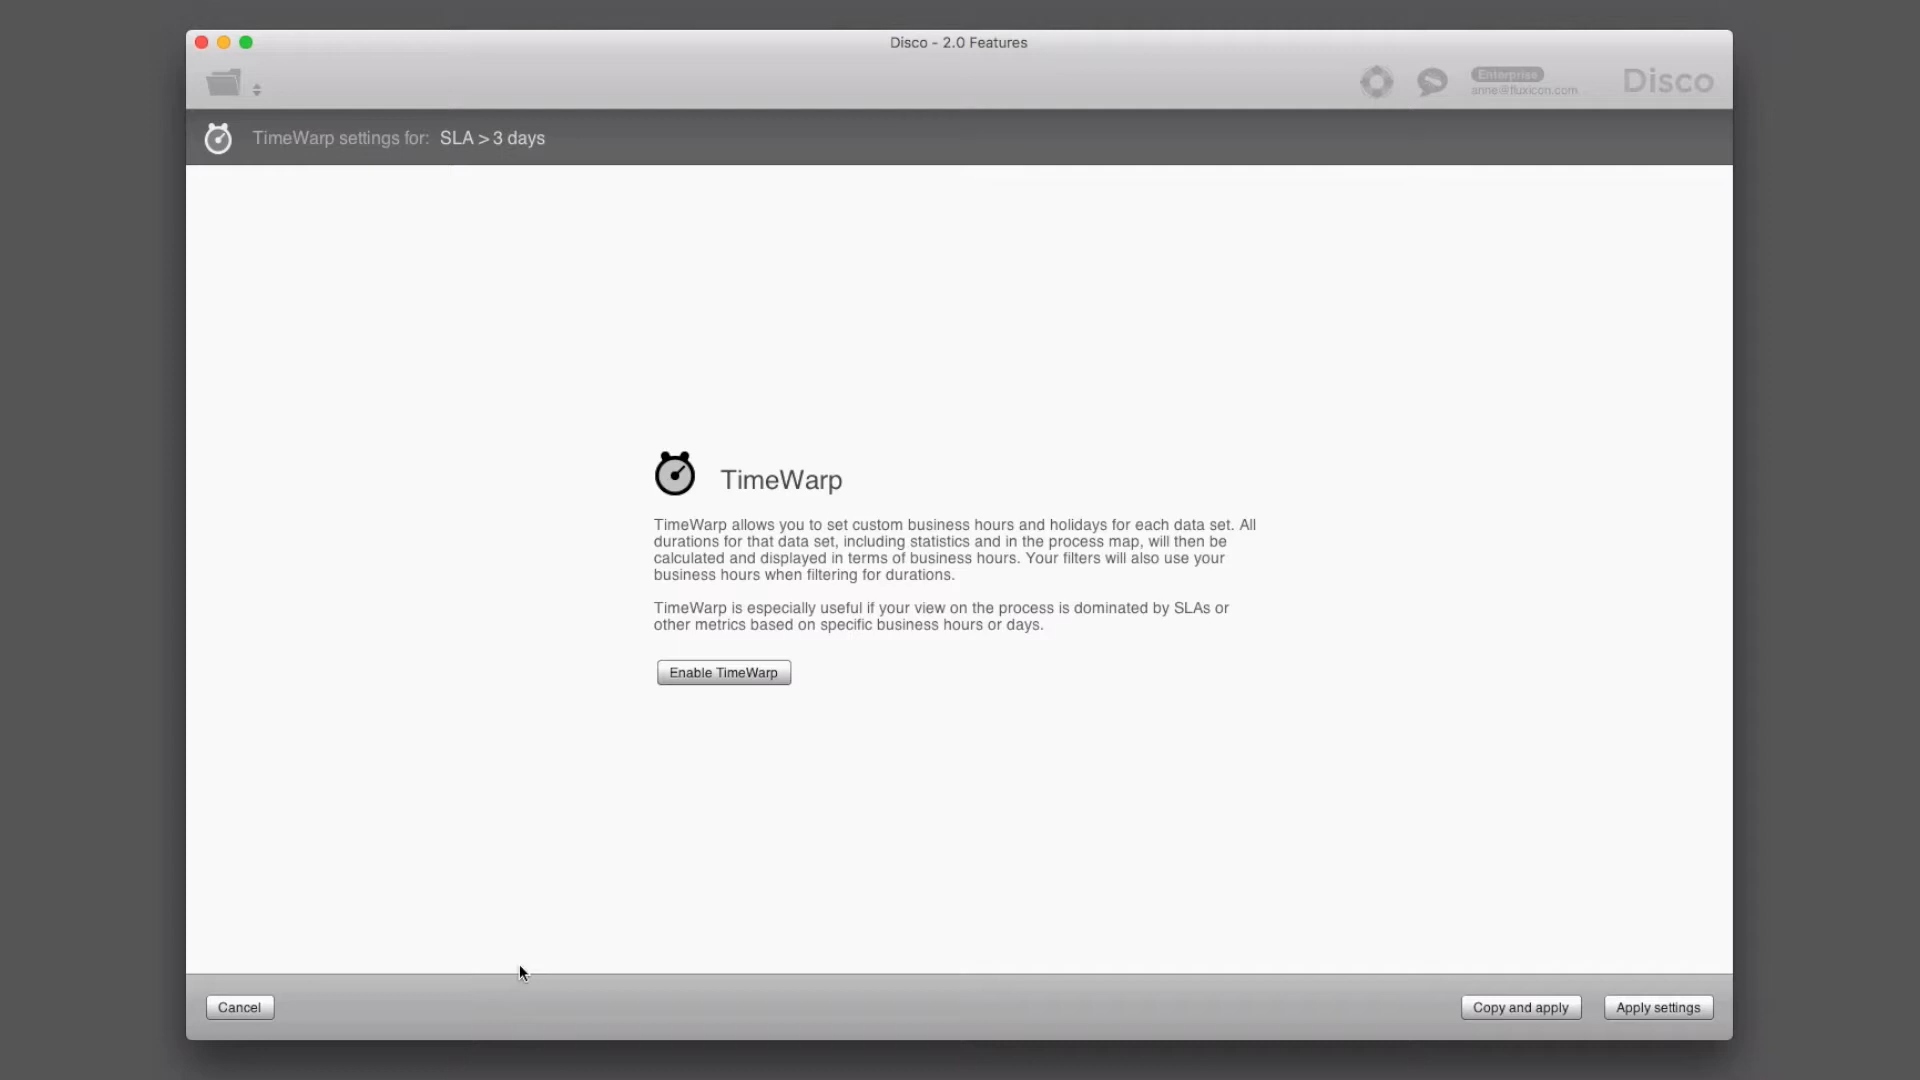 Disco - 2.0 Features
Enterprise
anne@fluxicon.com
Disco
TimeWarp settings for: SLA > 3 days
TimeWarp
TimeWarp allows you to set custom business hours and holidays for each data set. All
durations for that data set, including statistics and in the process map, will then be
calculated and displayed in terms of business hours. Your filters will also use your
business hours when filtering for durations.
TimeWarp is especially useful if your view on the process is dominated by SLAs or
other metrics based on specific business hours or days.
Enable TimeWarp
Cancel
Copy and apply
Apply settings